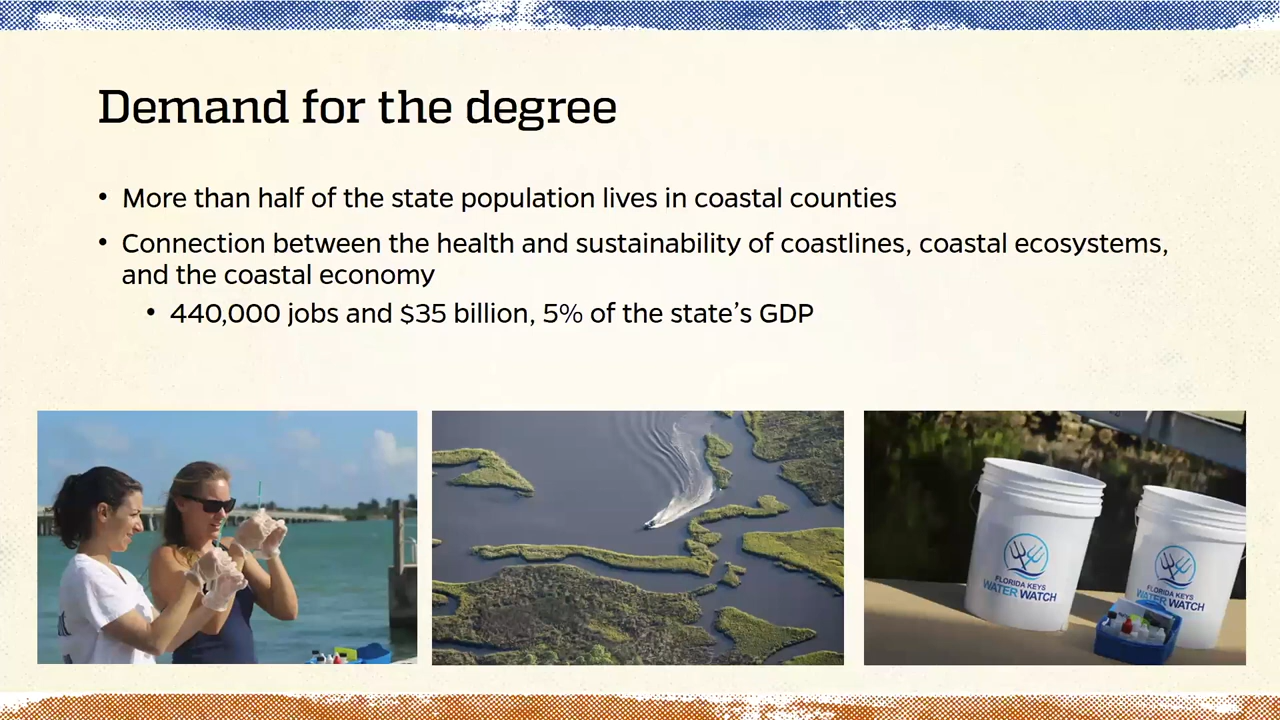 Demand for the degree
• More than half of the state population lives in coastal counties
• Connection between the health and sustainability of coastlines, coastal ecosystems,
and the coastal economy
• 440,000 jobs and $35 billion, 5% of the state’s GDP
FLORIDA KEYS
WATER WATCH
FLORIDA KEYS
WATER WATCH